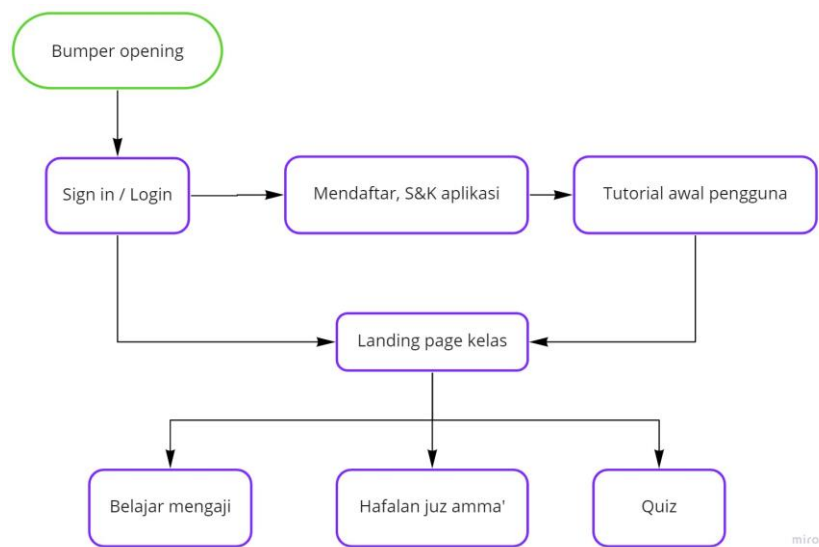 Bumper opening
Sign in / Login
Mendaftar, S&K aplikasi
Tutorial awal pengguna
Landing page kelas
Belajar mengaji
Hafalan juz amma'
Quiz
miro